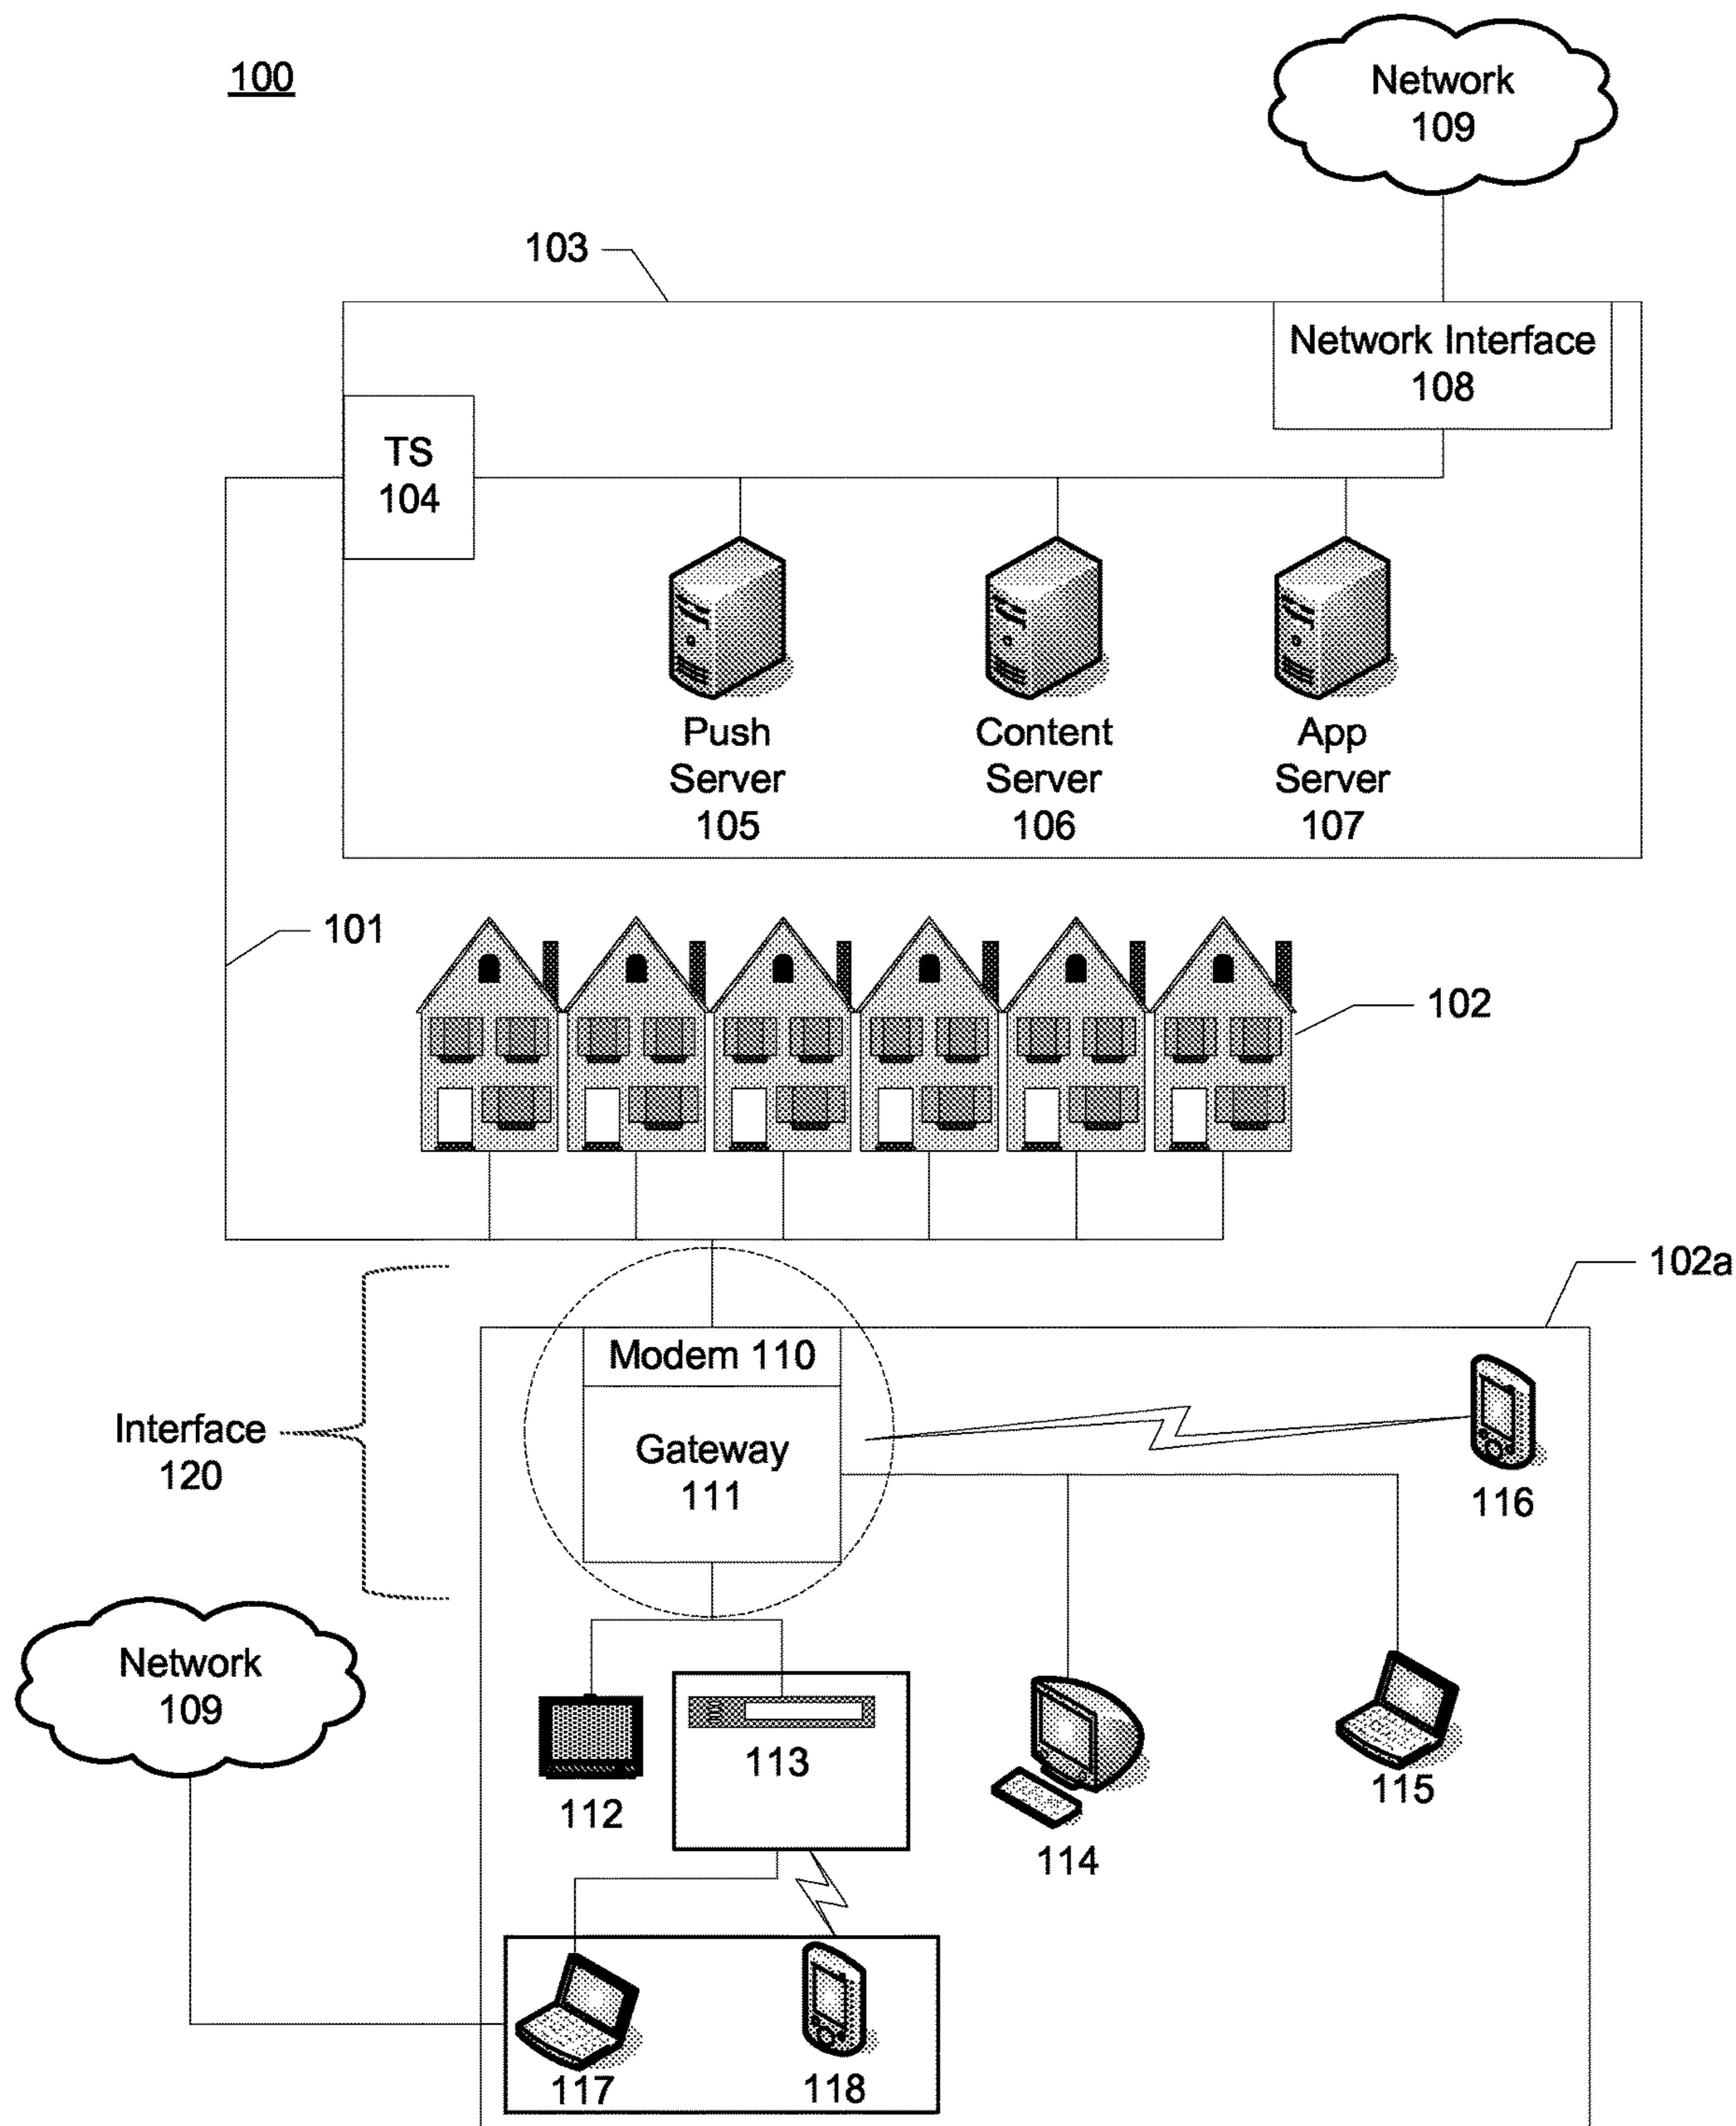 100
Network
109
103
Network Interface
108
TS
104
Push
Server
105
Content
Server
106
App
Server
107
101
102
102a
Modem 110
Interface
120
Gateway
111
116
Network
109
112
113
114
115
117
118